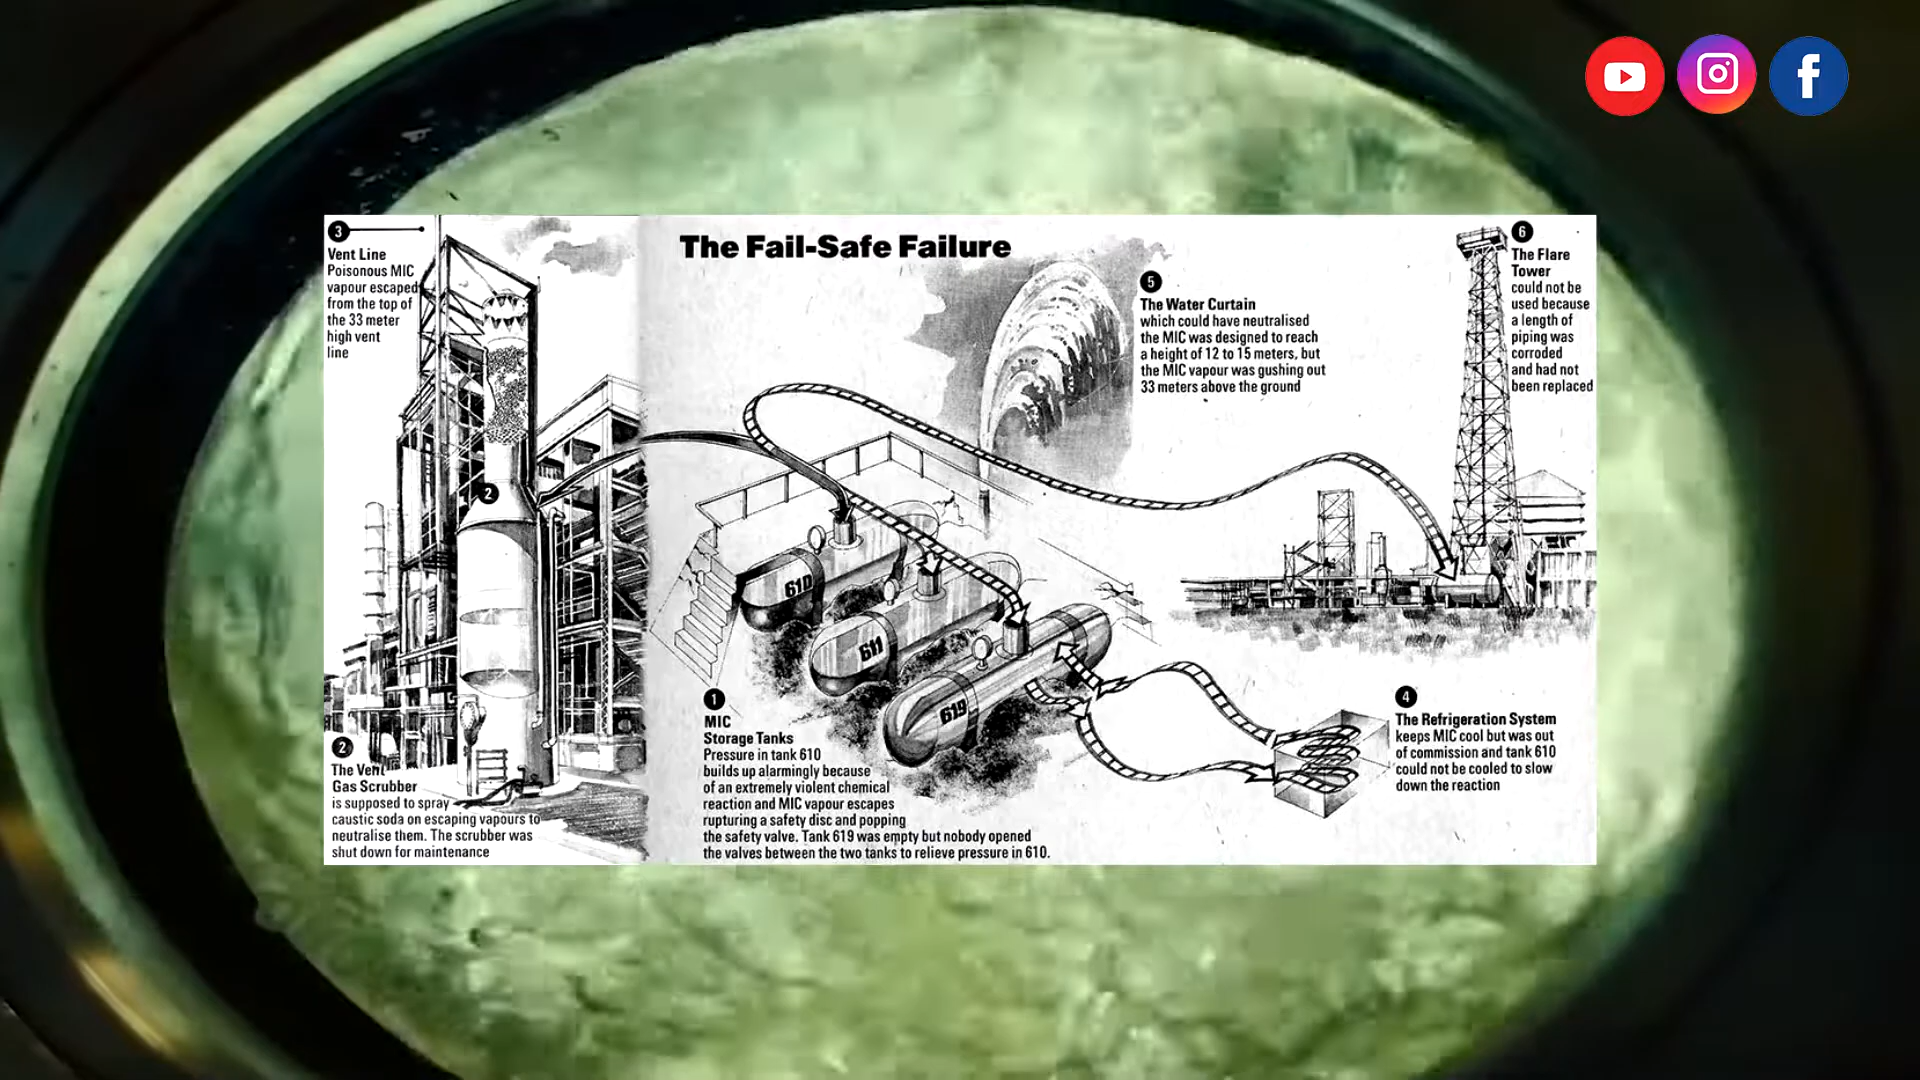 The Fail-Safe Failure
3
Vent Line
Poisonous MIC
vapour escaped
from the top of
the 33 meter
high vent
line
2
2
The Vent
Gas Scrubber
is supposed to spray
caustic soda on escaping vapours to
neutralise them. The scrubber was
shut down for maintenance
610
611
619
1
MIC
Storage Tanks
Pressure in tank 610
builds up alarmingly because
of an extremely violent chemical
reaction and MIC vapour escapes
rupturing a safety disc and popping
the safety valve. Tank 619 was empty but nobody opened
the valves between the two tanks to relieve pressure in 610.
5
The Water Curtain
which could have neutralised
the MIC was designed to reach
a height of 12 to 15 meters, but
the MIC vapour was gushing out
33 meters above the ground
6
The Flare
Tower
could not be
used because
a length of
piping was
corroded
and had not
been replaced
4
The Refrigeration System
keeps MIC cool but was out
of commission and tank 610
could not be cooled to slow
down the reaction